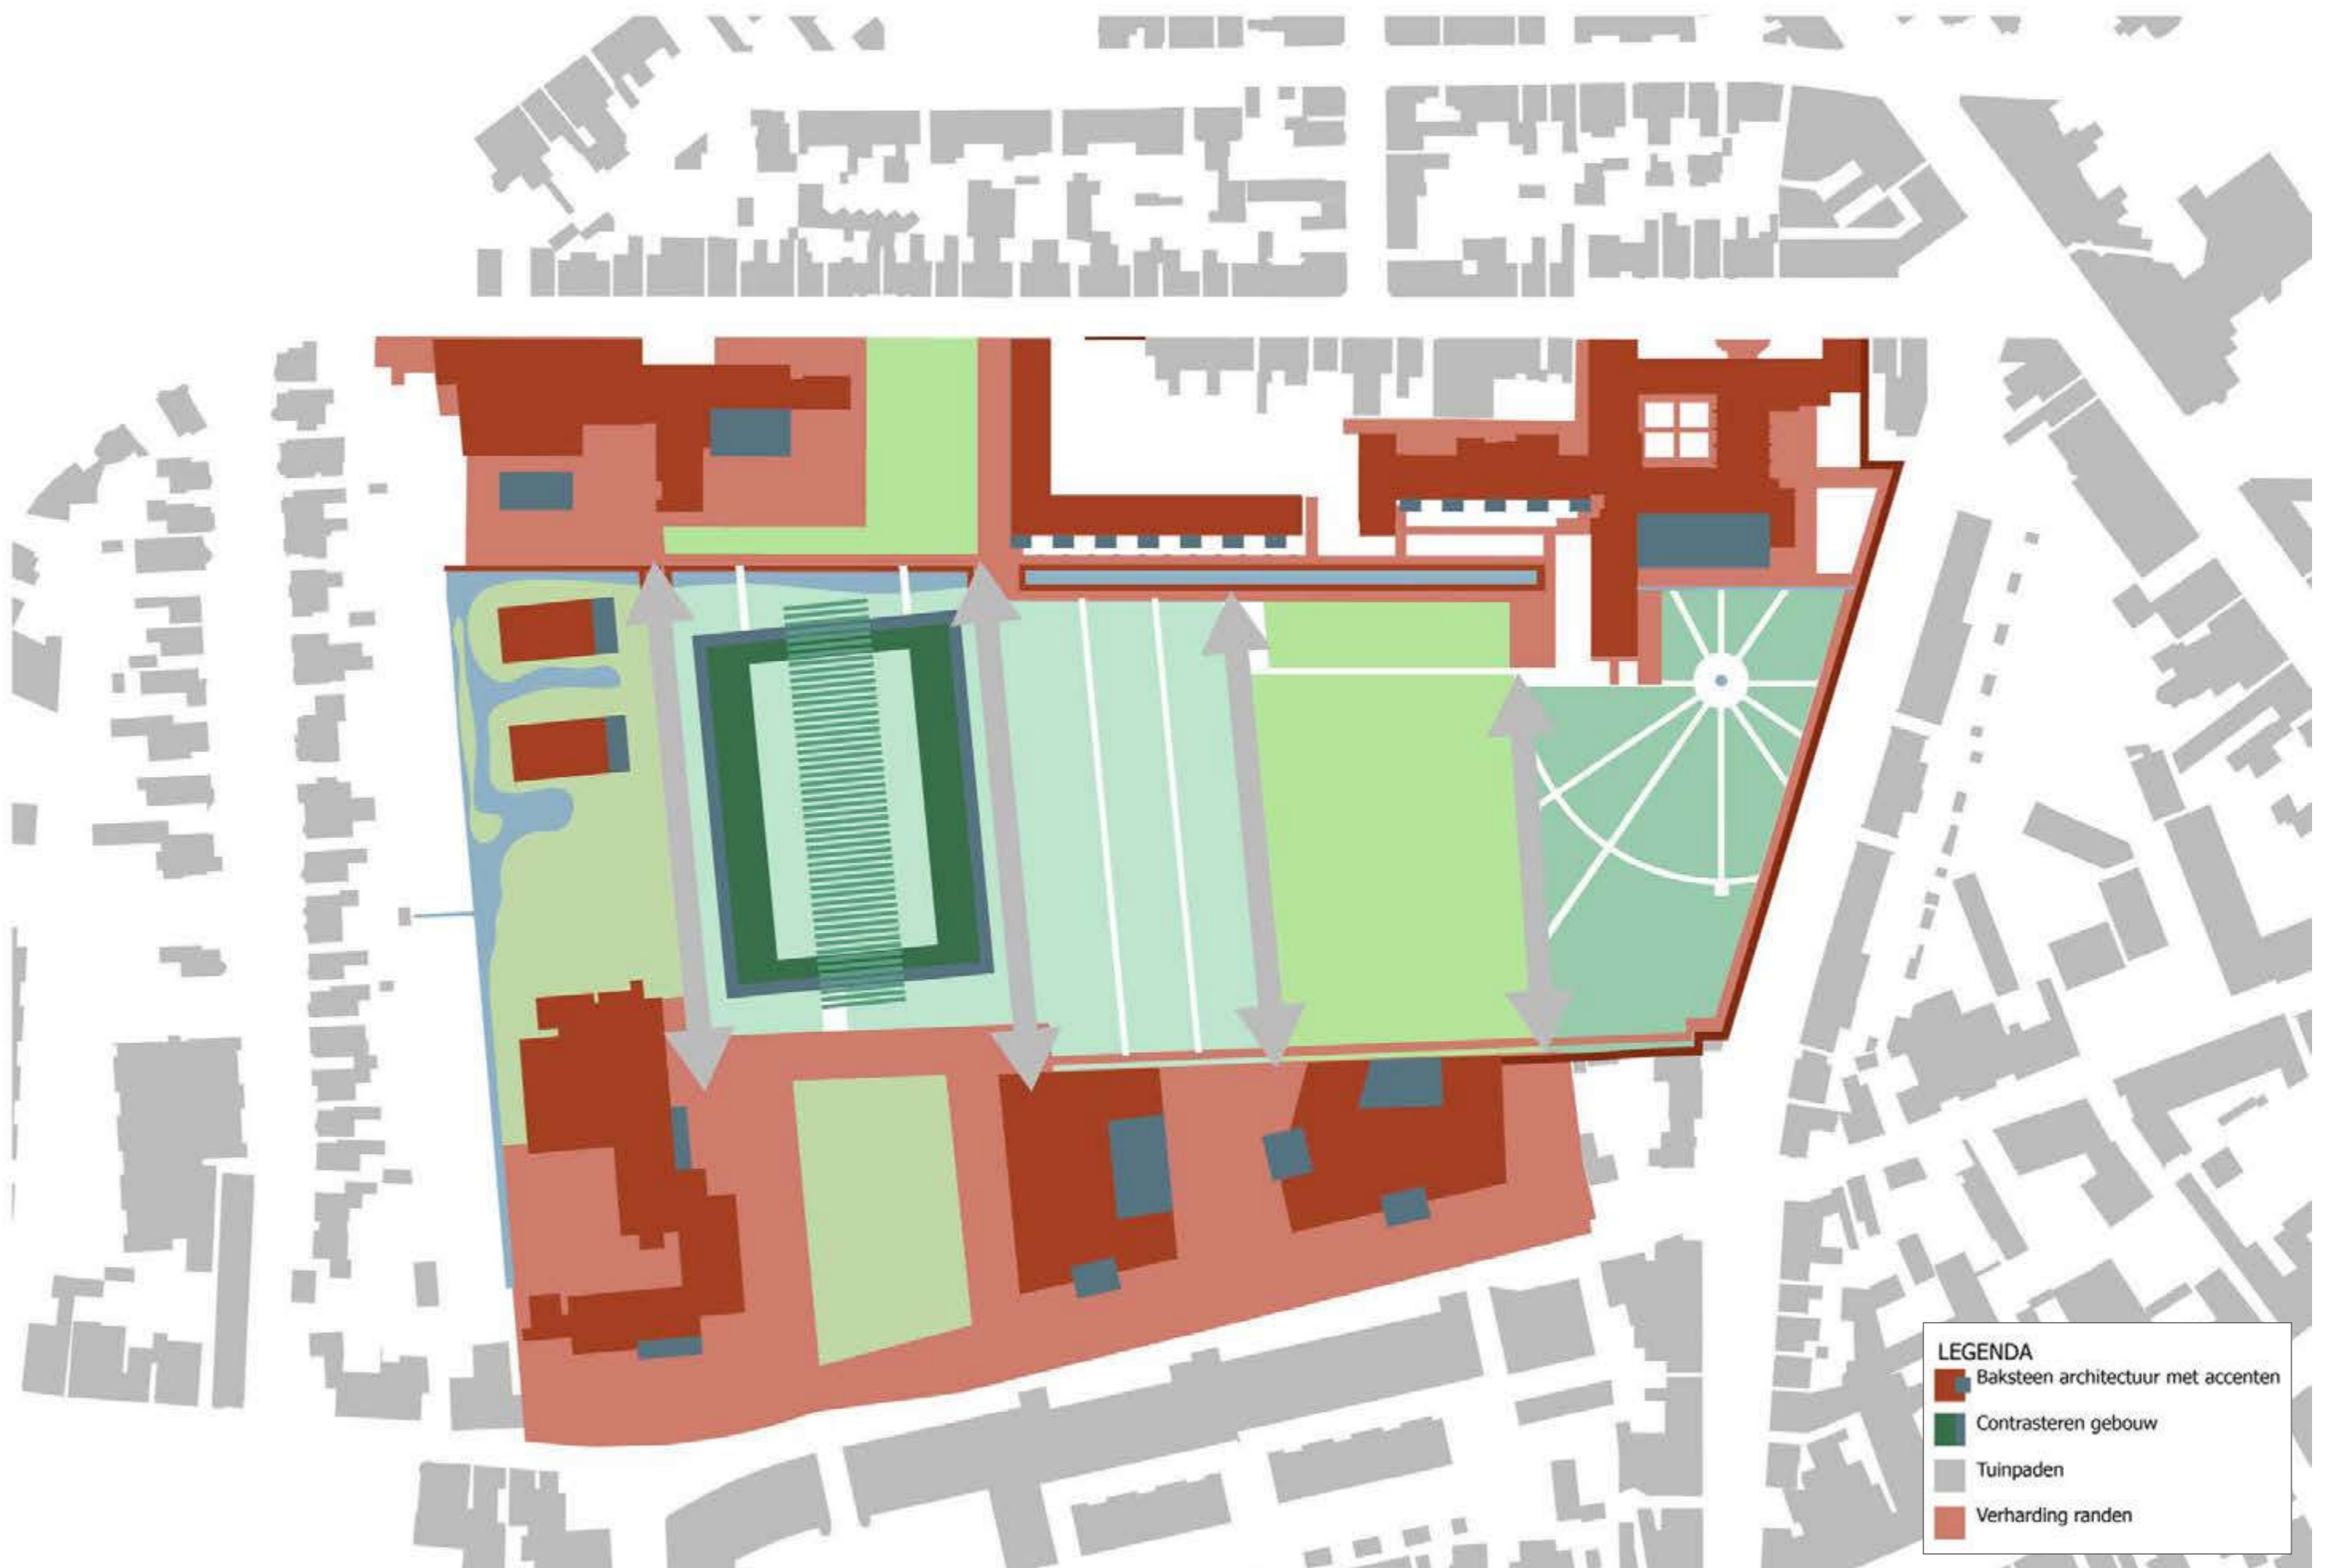 LEGENDA
Baksteen architectuur met accenten
Contrasteren gebouw
Tuinpaden
Verharding randen